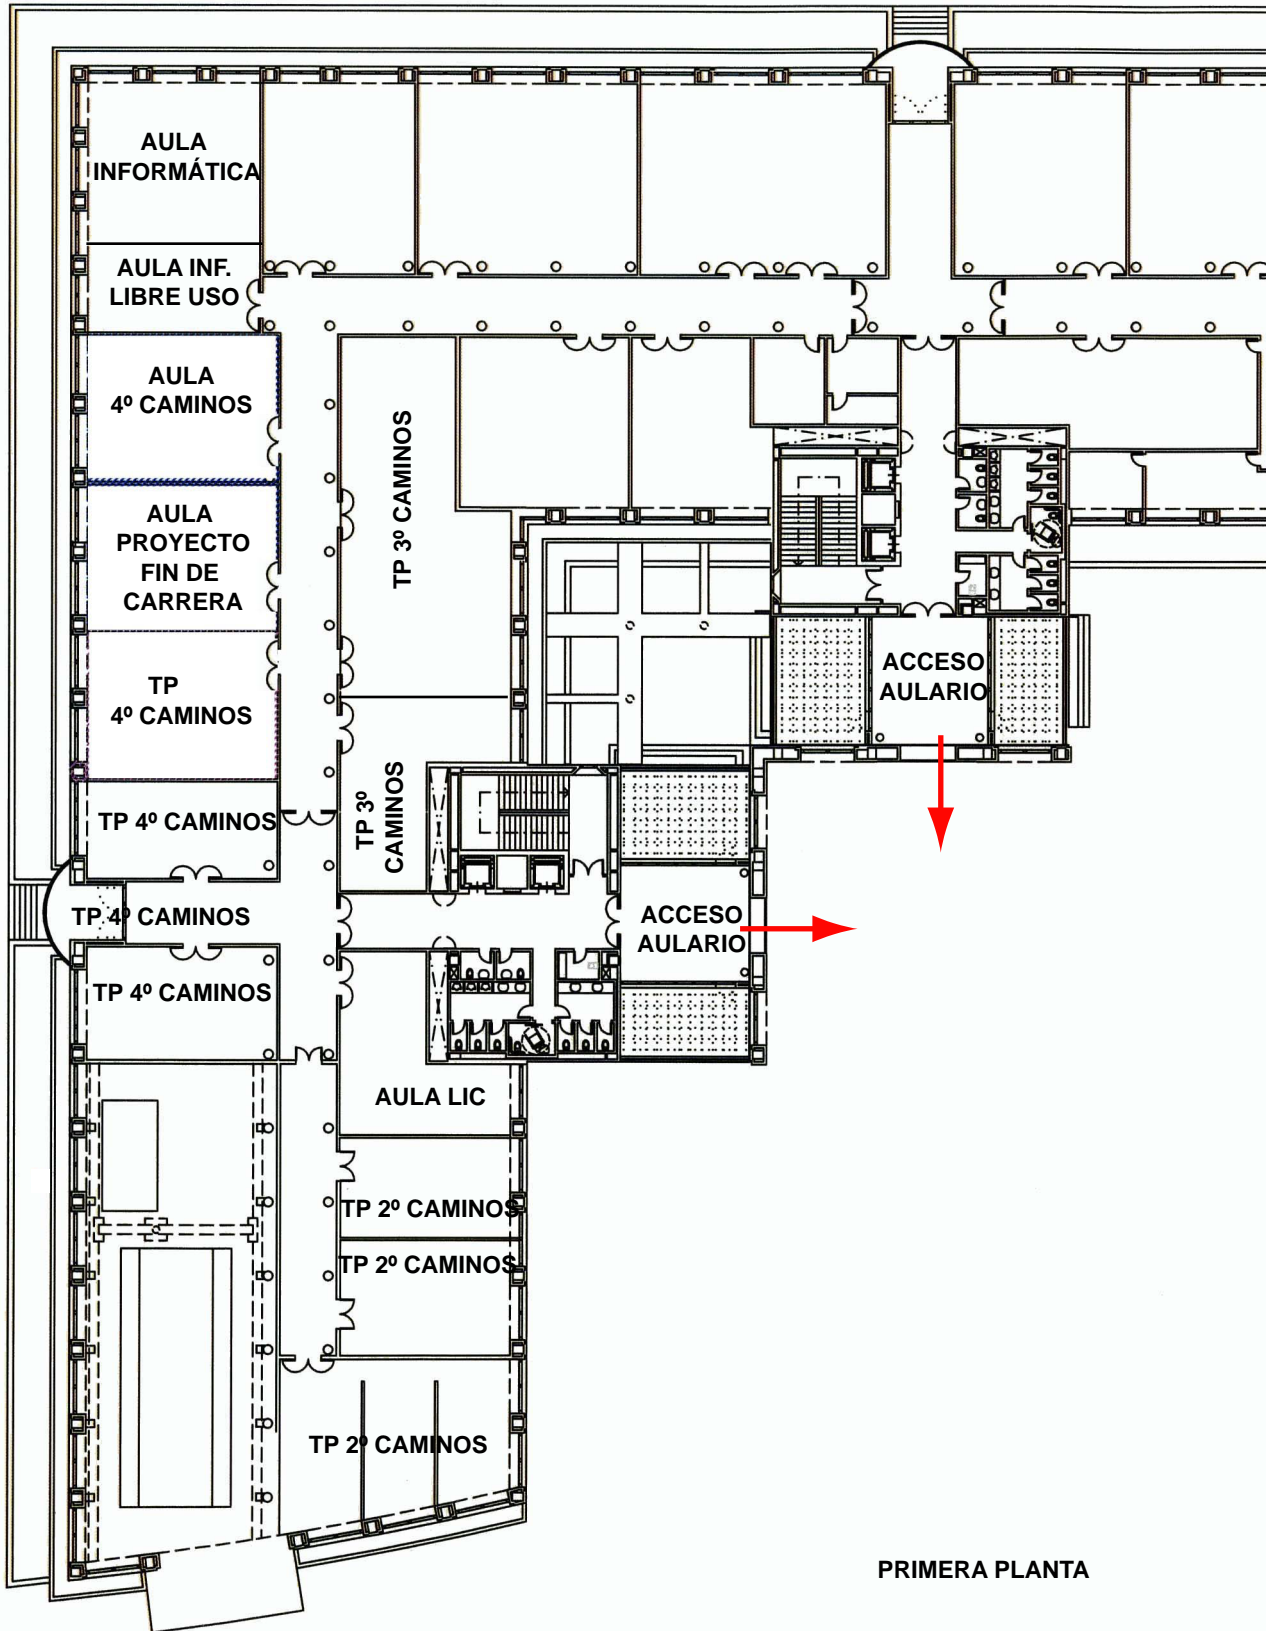 AULA
INFORMÁTICA
AULA INF.
LIBRE USO
AULA
4º CAMINOS
AULA
PROYECTO
FIN DE
CARRERA
TP
4º CAMINOS
TP 4º CAMINOS
TP 4º CAMINOS
TP 4º CAMINOS
TP 3º CAMINOS
TP 3º
CAMINOS
ACCESO
AULARIO
ACCESO
AULARIO
AULA LIC
TP 2º CAMINOS
TP 2º CAMINOS
TP 2º CAMINOS
PRIMERA PLANTA